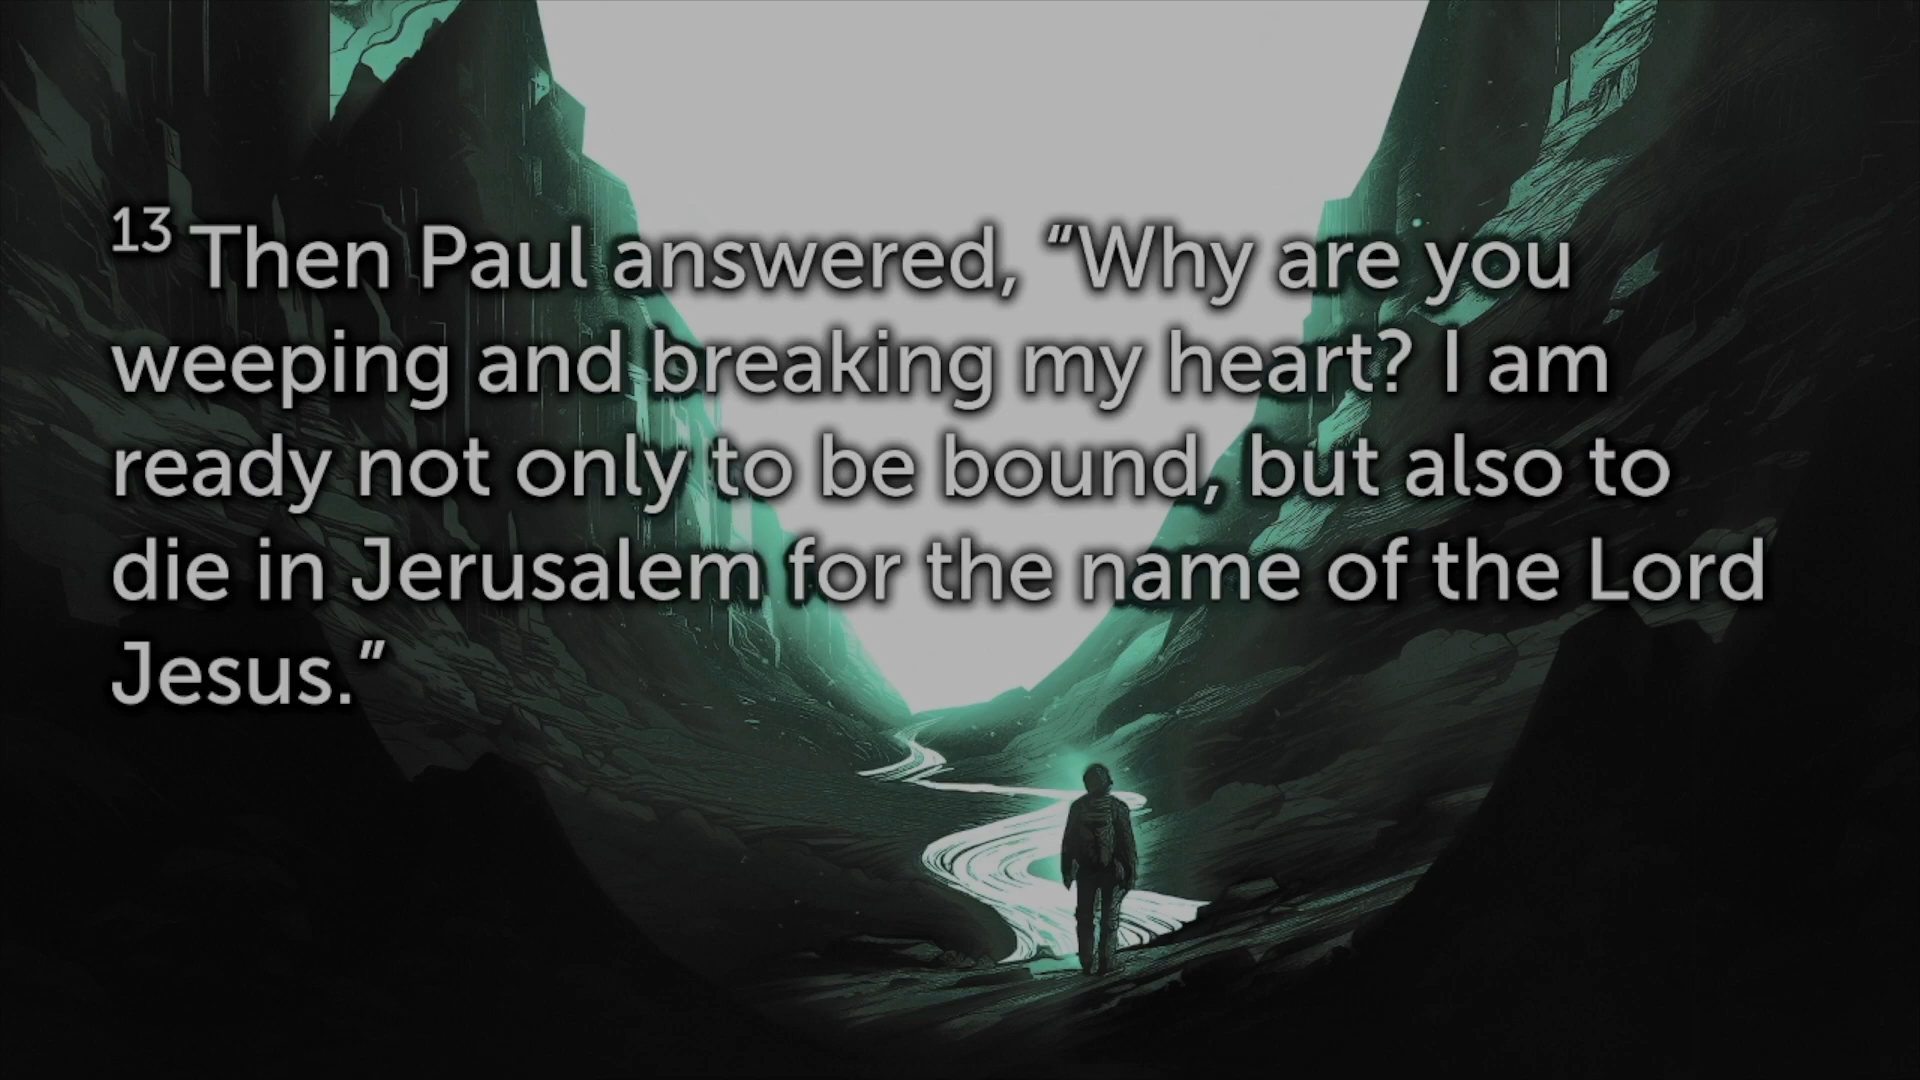 13 Then Paul answered, “Why are you
weeping and breaking my heart? I am
ready not only to be bound, but also to
die in Jerusalem for the name of the Lord
Jesus.”